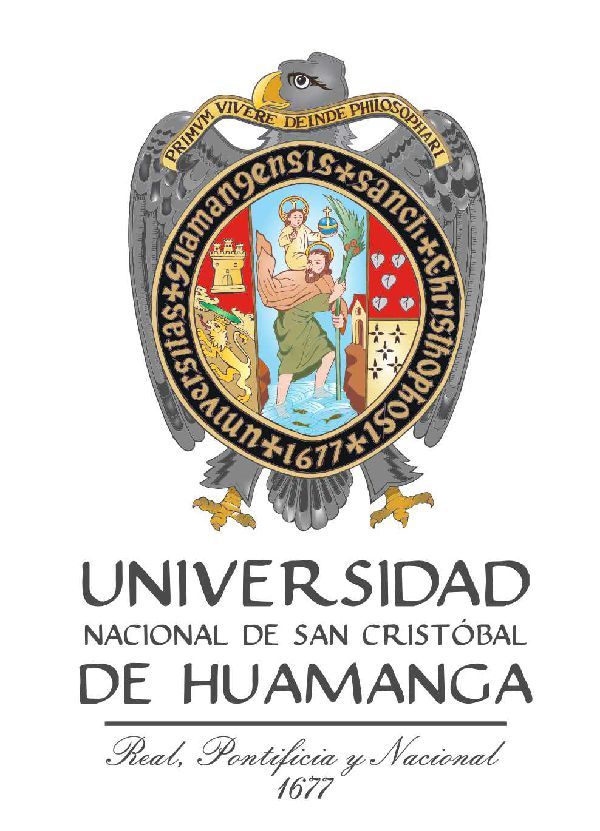 PRIMVM VIVERE DEINDE PHILOSOPHARI
Universitas+Guamangensis+Sancti+Christhophosi+1677+
UNIVERSIDAD
NACIONAL DE SAN CRISTÓBAL
DE HUAMANGA
Real, Pontificia y Nacional
1677